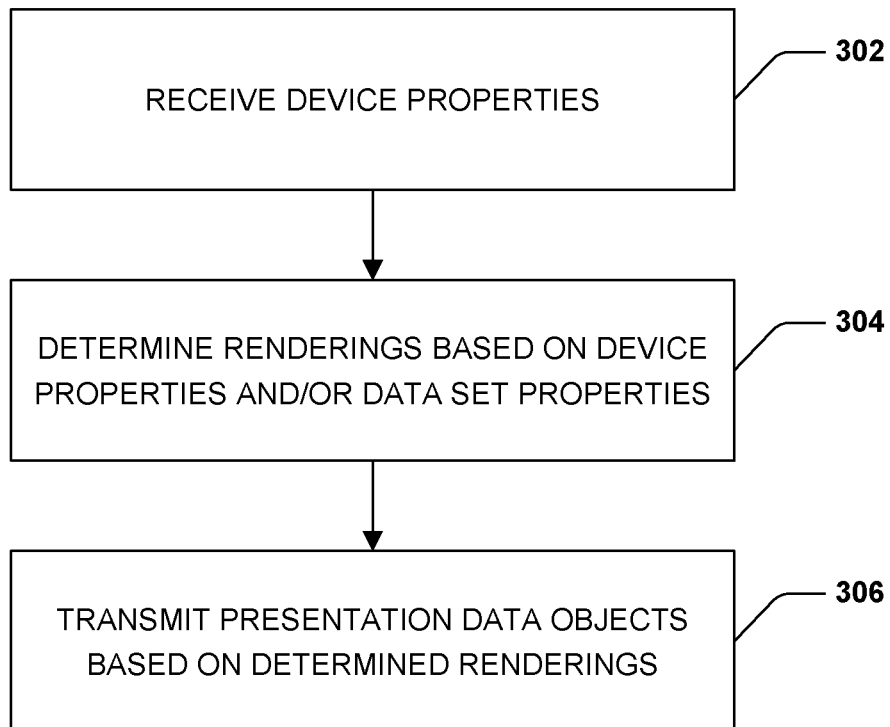 RECEIVE DEVICE PROPERTIES
302
DETERMINE RENDERINGS BASED ON DEVICE
PROPERTIES AND/OR DATA SET PROPERTIES
304
TRANSMIT PRESENTATION DATA OBJECTS
BASED ON DETERMINED RENDERINGS
306